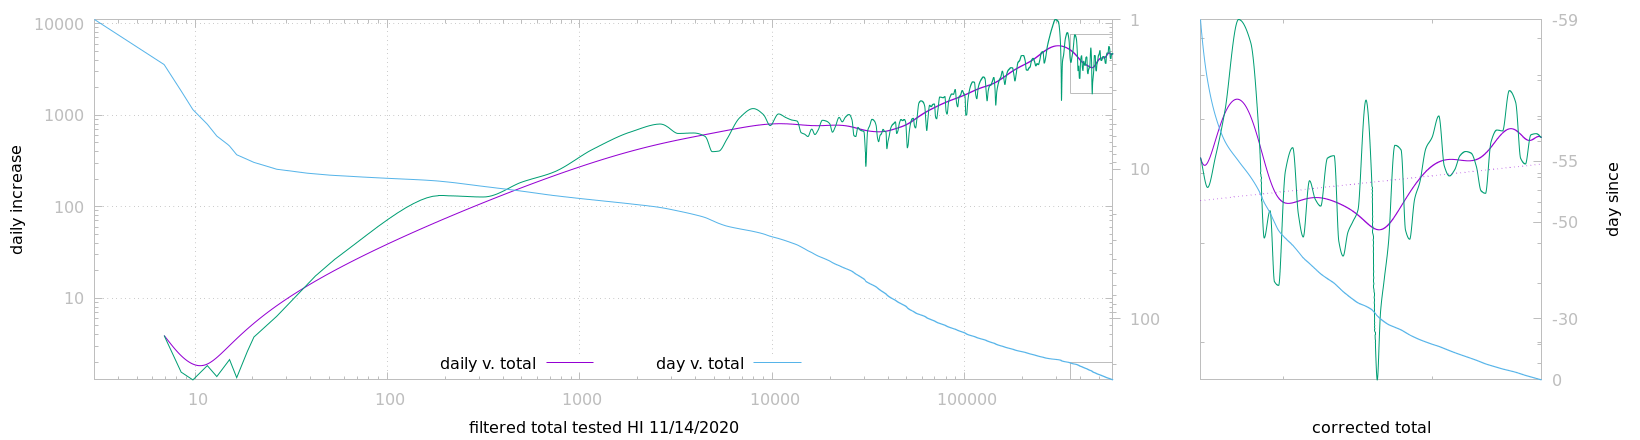 10000
1000
100
10
daily increase
10
100
1000
10000
100000
filtered total tested HI 11/14/2020
daily v. total
day v. total
1
10
100
-59
-55
-50
-30
0
day since
corrected total